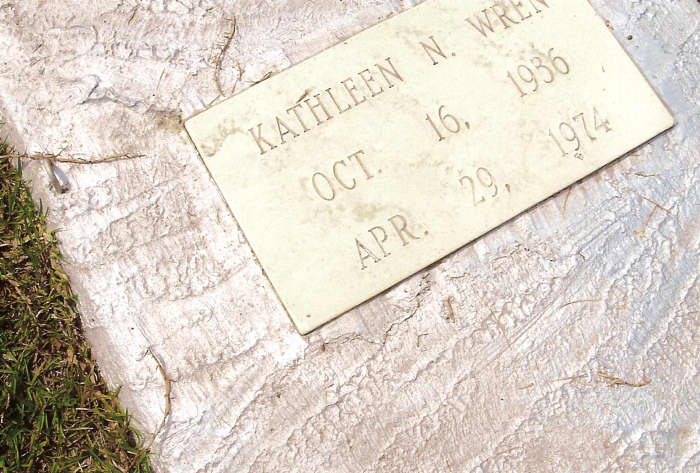 KATHLEEN N. WREN
OCT. 16, 1936
APR. 29, 1974